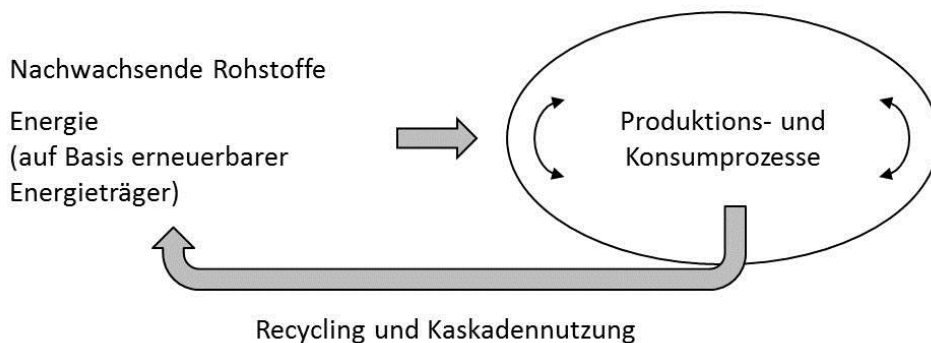 Nachwachsende Rohstoffe
Energie
(auf Basis erneuerbarer
Energieträger)
Produktions- und
Konsumprozesse
Recycling und Kaskadennutzung